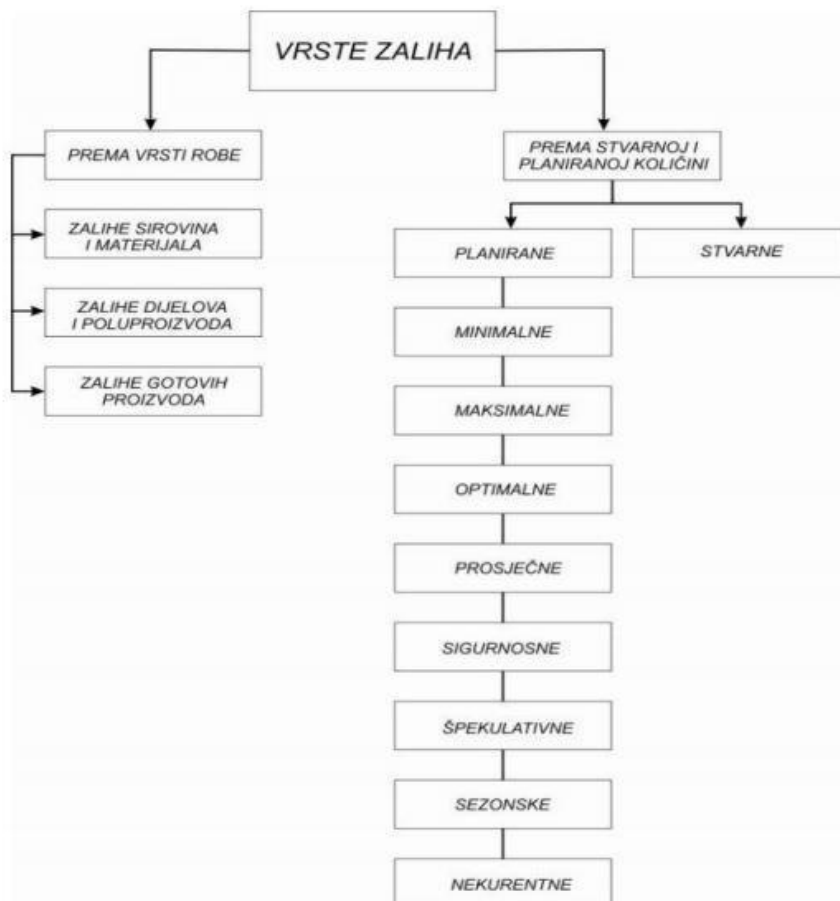 VRSTE ZALIHA
PREMA VRSTI ROBE
ZALIHE SIROVINA
I MATERIJALA
ZALIHE DIJELOVA
I POLUPROIZVODA
ZALIHE GOTOVIH
PROIZVODA
PREMA STVARNOJ I
PLANIRANOJ KOLIČINI
PLANIRANE
STVARNE
MINIMALNE
MAKSIMALNE
OPTIMALNE
PROSJEČNE
SIGURNOSNE
ŠPEKULATIVNE
SEZONSKE
NEKURENTNE